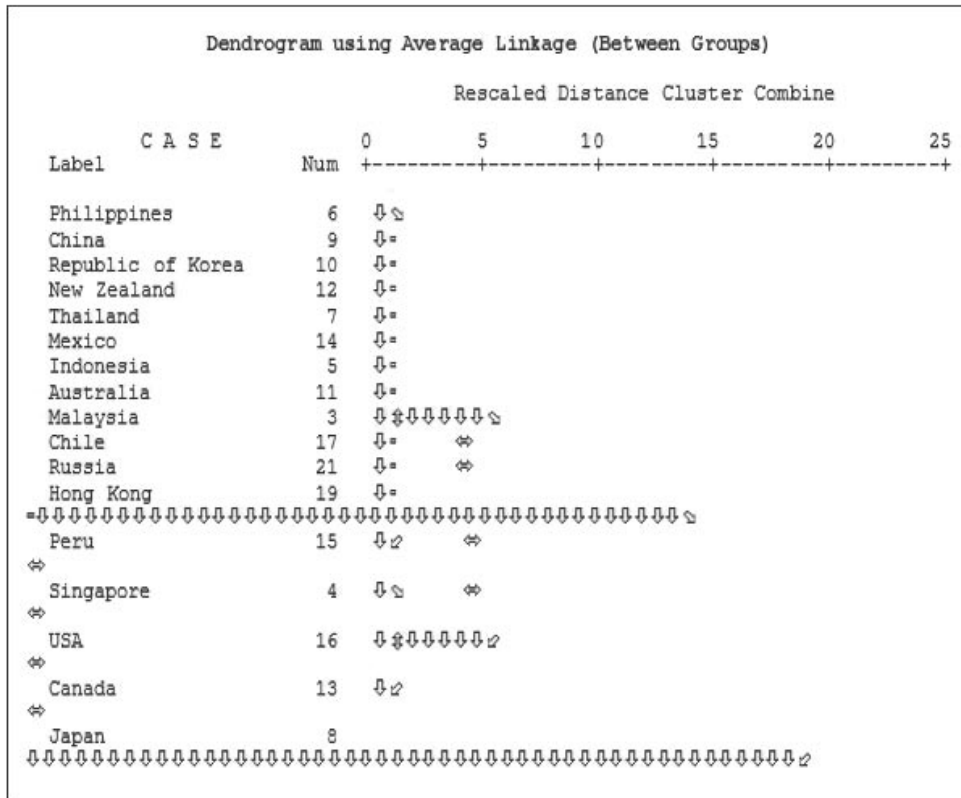 Dendrogram using Average Linkage (Between Groups)
Rescaled Distance Cluster Combine
C A S E 0 5 10 15 20 25
Label Num +---------+---------+---------+---------+---------+
Philippines 6 ⇩⬂
China 9 ⇩▫
Republic of Korea 10 ⇩▫
New Zealand 12 ⇩▫
Thailand 7 ⇩▫
Mexico 14 ⇩▫
Indonesia 5 ⇩▫
Australia 11 ⇩▫
Malaysia 3 ⇩⇳⇩⇩⇩⇩⇩⬂
Chile 17 ⇩▫ ⬄
Russia 21 ⇩▫ ⬄
Hong Kong 19 ⇩▫
▫⇩⇩⇩⇩⇩⇩⇩⇩⇩⇩⇩⇩⇩⇩⇩⇩⇩⇩⇩⇩⇩⇩⇩⇩⇩⇩⇩⇩⇩⇩⇩⇩⇩⇩⇩⇩⇩⇩⇩⇩⬂
Peru 15 ⇩⬃ ⬄
⬄
Singapore 4 ⇩⬂ ⬄
⬄
USA 16 ⇩⇳⇩⇩⇩⇩⇩⬃
⬄
Canada 13 ⇩⬃
⬄
Japan 8
⇩⇩⇩⇩⇩⇩⇩⇩⇩⇩⇩⇩⇩⇩⇩⇩⇩⇩⇩⇩⇩⇩⇩⇩⇩⇩⇩⇩⇩⇩⇩⇩⇩⇩⇩⇩⇩⇩⇩⇩⇩⇩⇩⇩⇩⇩⇩⇩⬃